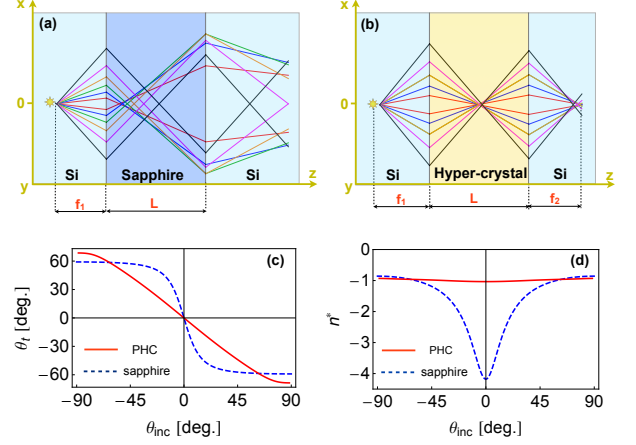 x (a)
0
y
z
Si Sapphire Si
f₁ L
x (b)
0
y
z
Si Hyper-crystal Si
f₁ L f₂
(c)
θt [deg.]
60
30
0
−30
−60
PHC
sapphire
−90 −45 0 45 90
θinc [deg.]
(d)
n*
0
−1
−2
−3
−4
PHC
sapphire
−90 −45 0 45 90
θinc [deg.]